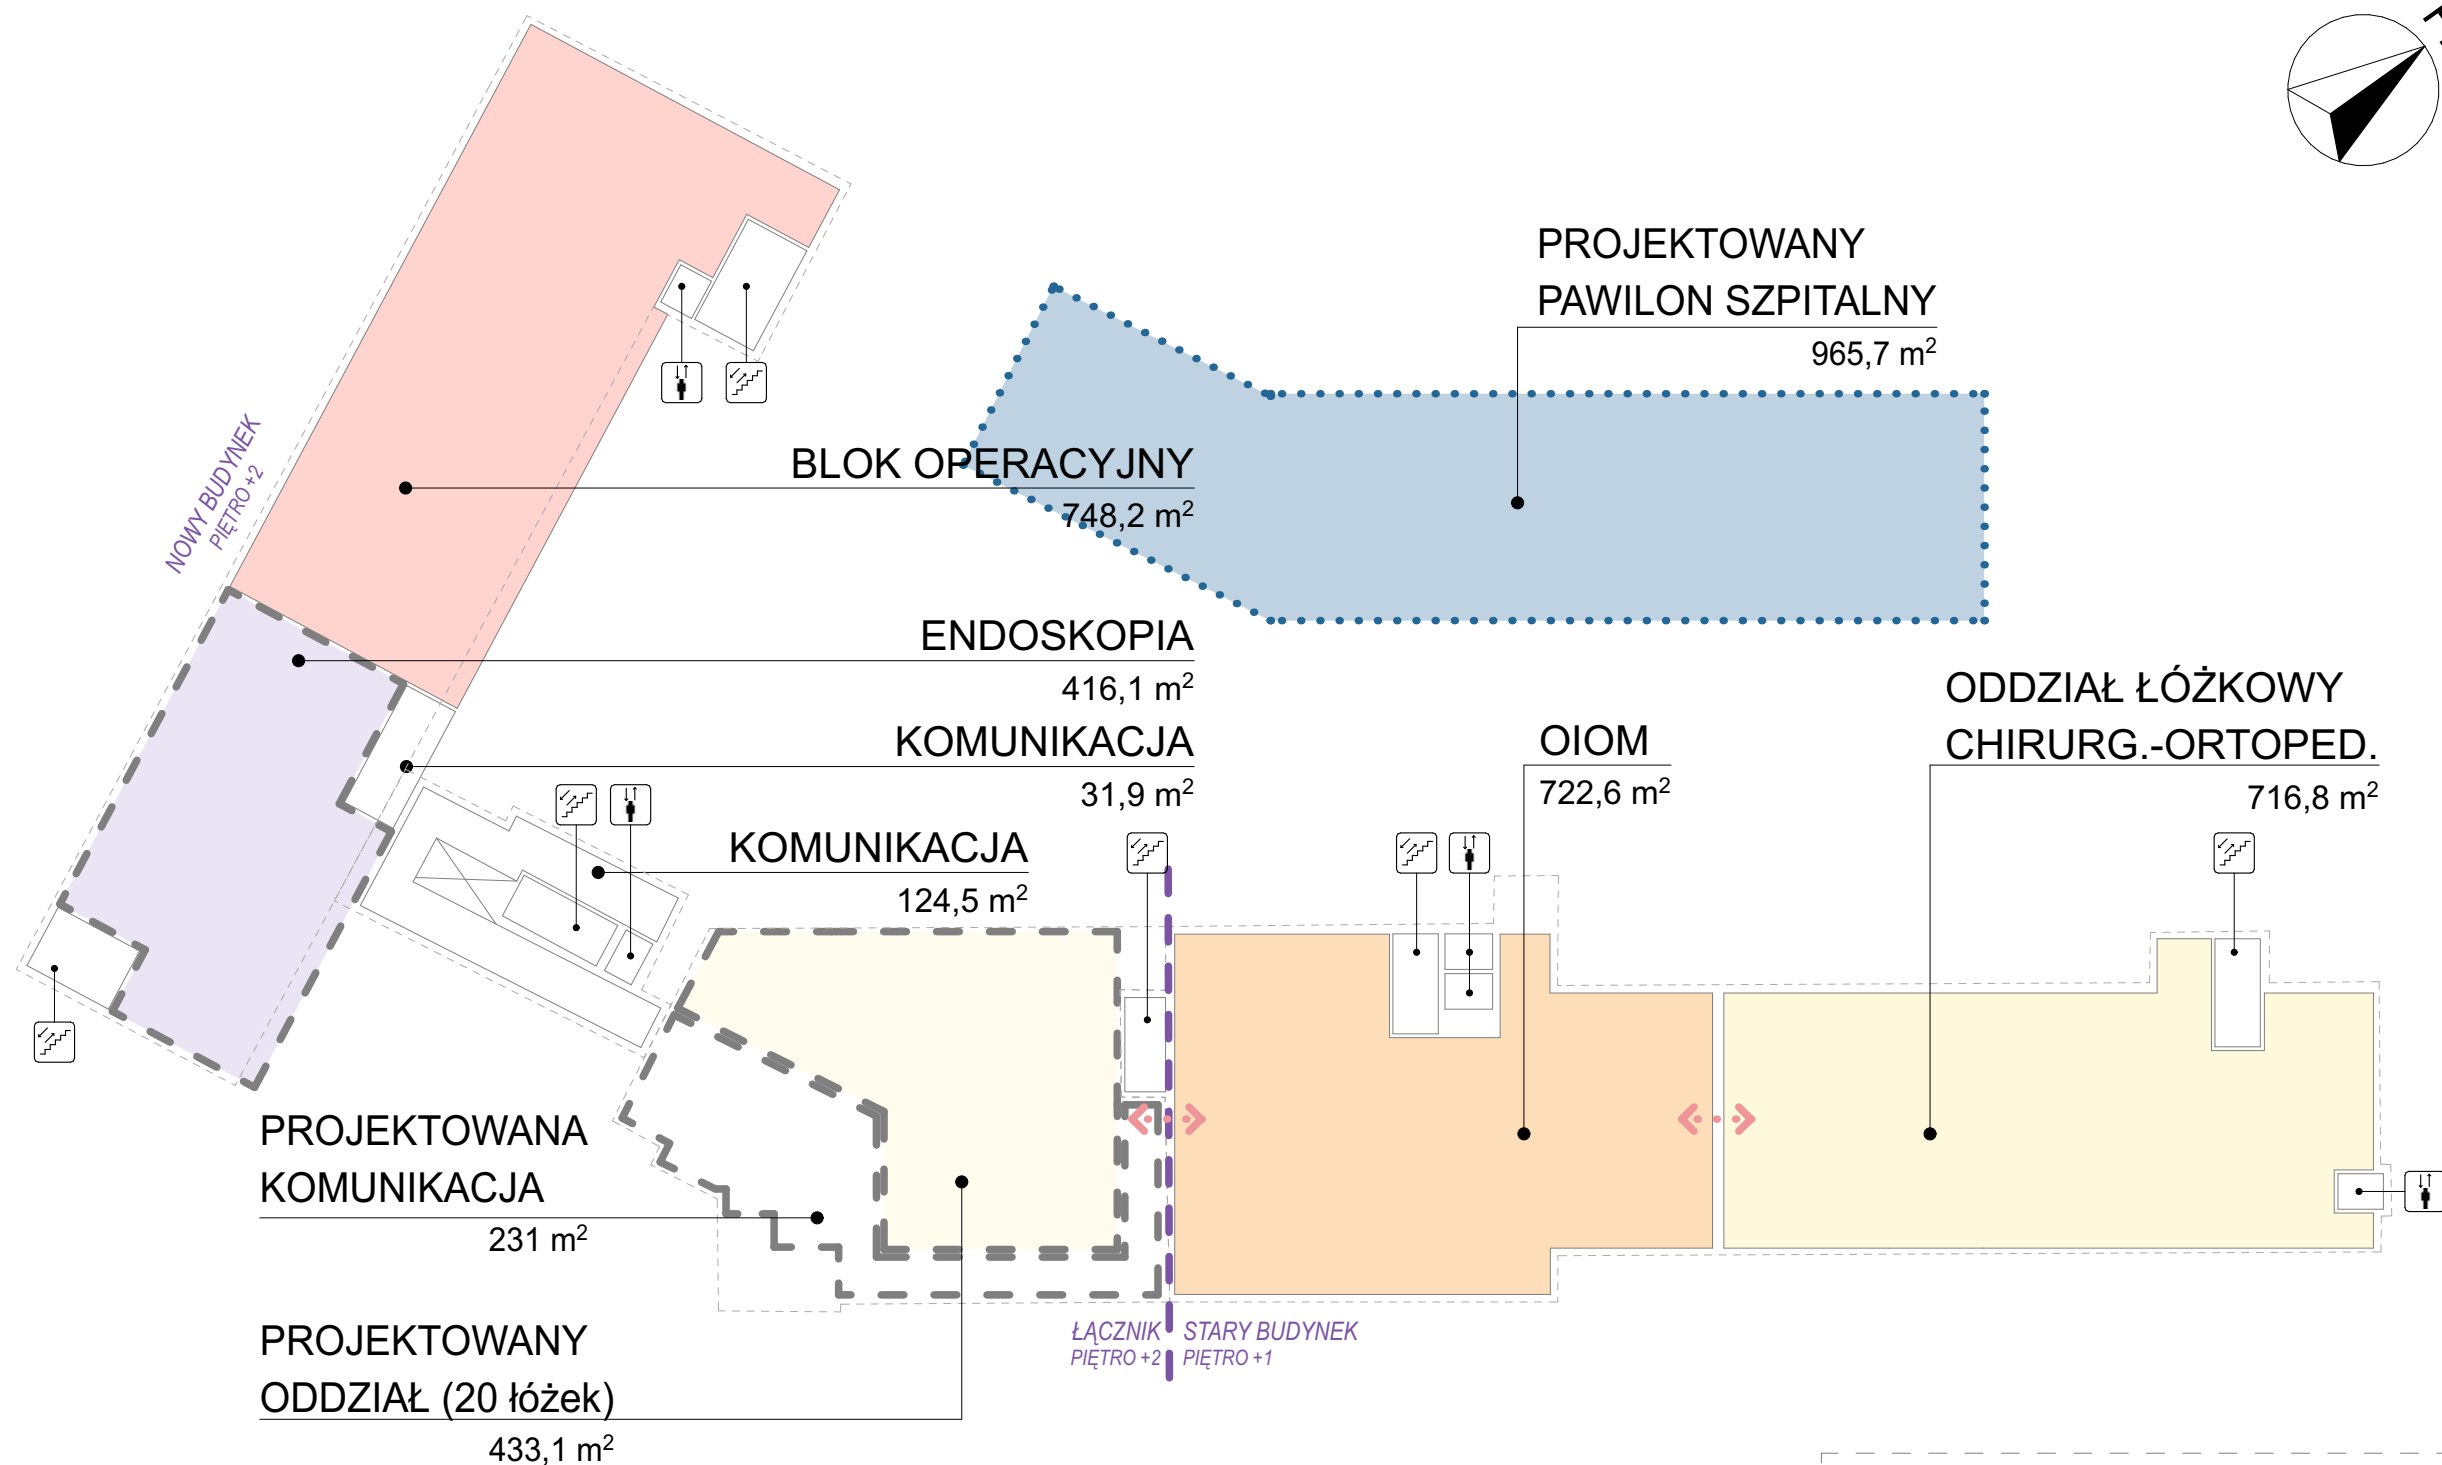 PROJEKTOWANY
PAWILON SZPITALNY
965,7 m²
NOWY BUDYNEK
PIĘTRO +2
BLOK OPERACYJNY
748,2 m²
ENDOSKOPIA
416,1 m²
KOMUNIKACJA
31,9 m²
KOMUNIKACJA
124,5 m²
OIOM
722,6 m²
ODDZIAŁ ŁÓŻKOWY
CHIRURG.-ORTOPED.
716,8 m²
PROJEKTOWANA
KOMUNIKACJA
231 m²
PROJEKTOWANY
ODDZIAŁ (20 łóżek)
433,1 m²
ŁĄCZNIK
PIĘTRO +2
STARY BUDYNEK
PIĘTRO +1